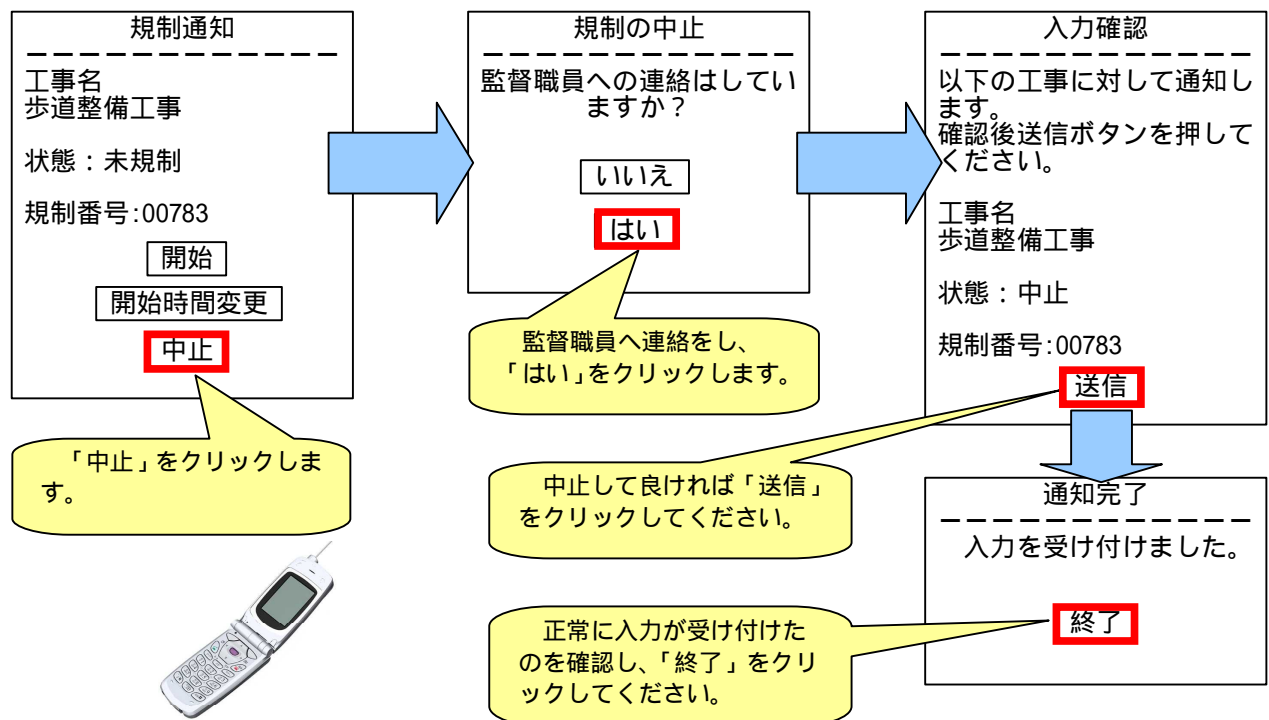 規制通知
工事名
歩道整備工事
状態：未規制
規制番号:00783
開始
開始時間変更
中止
「中止」をクリックしま
す。
規制の中止
監督職員への連絡はしてい
ますか？
いいえ
はい
監督職員へ連絡をし、
「はい」をクリックします。
入力確認
以下の工事に対して通知し
ます。
確認後送信ボタンを押して
ください。
工事名
歩道整備工事
状態：中止
規制番号:00783
送信
中止して良ければ「送信」
をクリックしてください。
通知完了
入力を受け付けました。
終了
正常に入力が受け付けた
のを確認し、「終了」をクリ
ックしてください。